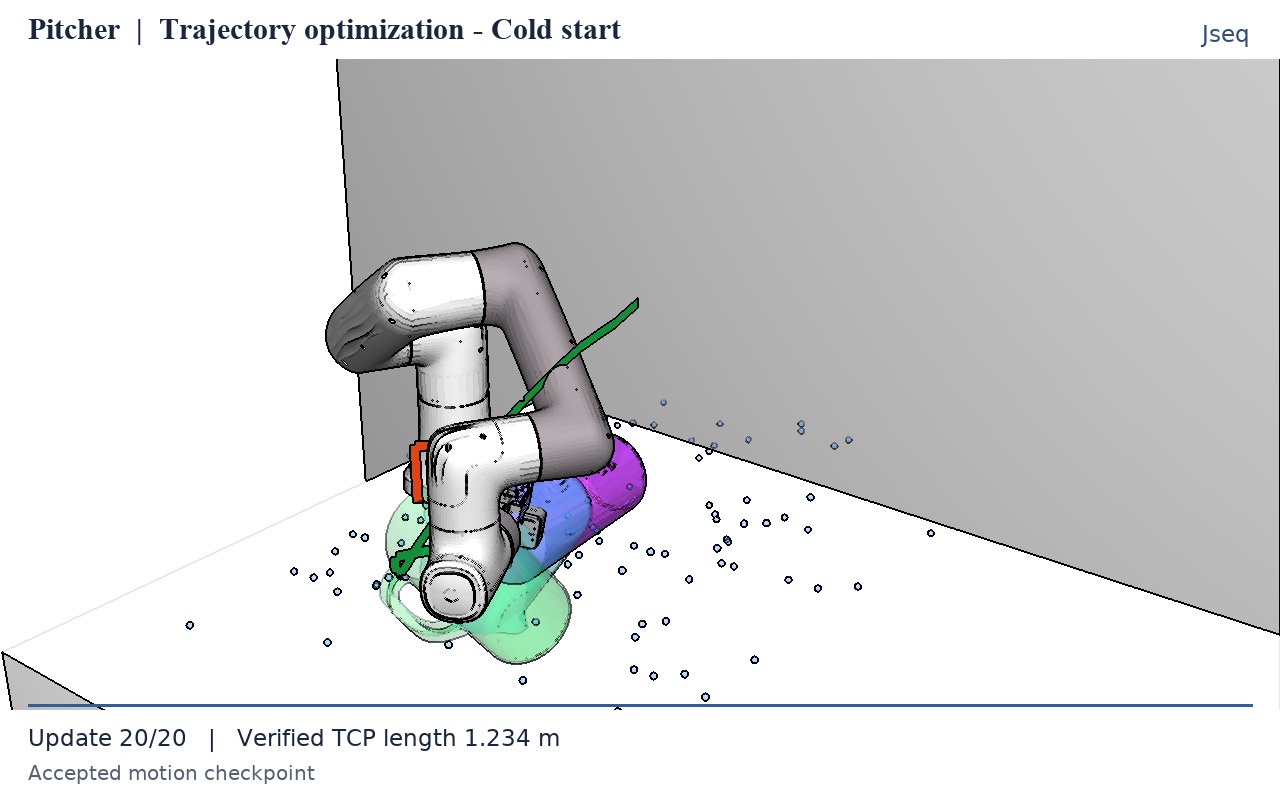 Pitcher | Trajectory optimization - Cold start
Jseq
Update 20/20 | Verified TCP length 1.234 m
Accepted motion checkpoint